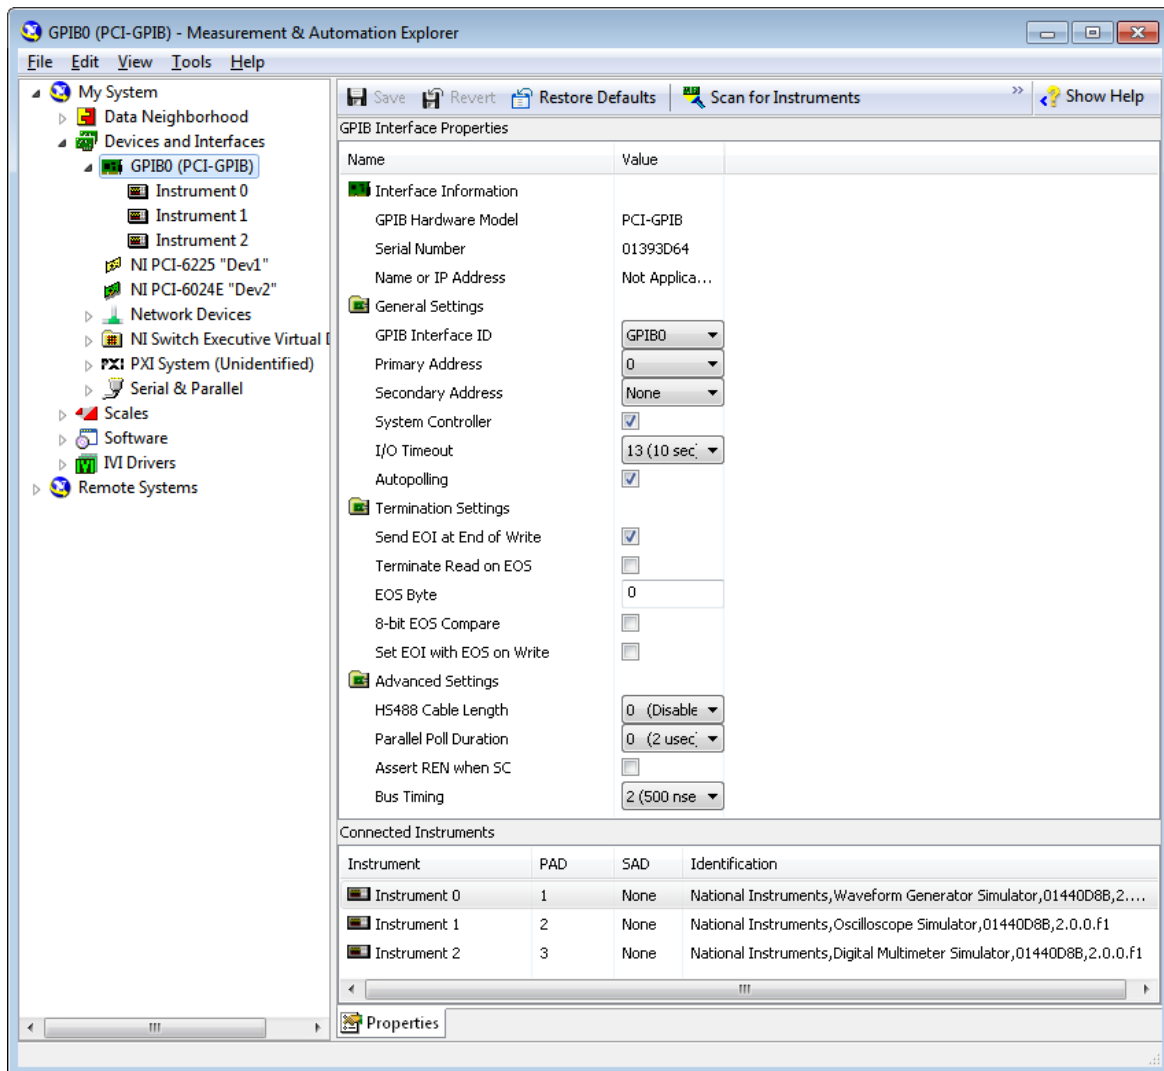 GPIB0 (PCI-GPIB) - Measurement & Automation Explorer
File Edit View Tools Help
My System
Data Neighborhood
Devices and Interfaces
GPIB0 (PCI-GPIB)
Instrument 0
Instrument 1
Instrument 2
NI PCI-6225 "Dev1"
NI PCI-6024E "Dev2"
Network Devices
NI Switch Executive Virtual D
PXI PXI System (Unidentified)
Serial & Parallel
Scales
Software
IVI Drivers
Remote Systems
Save Revert Restore Defaults Scan for Instruments » Show Help
GPIB Interface Properties
Name Value
Interface Information
GPIB Hardware Model PCI-GPIB
Serial Number 01393D64
Name or IP Address Not Applica...
General Settings
GPIB Interface ID GPIB0
Primary Address 0
Secondary Address None
System Controller
I/O Timeout 13 (10 sec)
Autopolling
Termination Settings
Send EOI at End of Write
Terminate Read on EOS
EOS Byte 0
8-bit EOS Compare
Set EOI with EOS on Write
Advanced Settings
HS488 Cable Length 0 (Disable
Parallel Poll Duration 0 (2 usec)
Assert REN when SC
Bus Timing 2 (500 nse
Connected Instruments
Instrument PAD SAD Identification
Instrument 0 1 None National Instruments,Waveform Generator Simulator,01440D8B,2....
Instrument 1 2 None National Instruments,Oscilloscope Simulator,01440D8B,2.0.0.f1
Instrument 2 3 None National Instruments,Digital Multimeter Simulator,01440D8B,2.0.0.f1
Properties